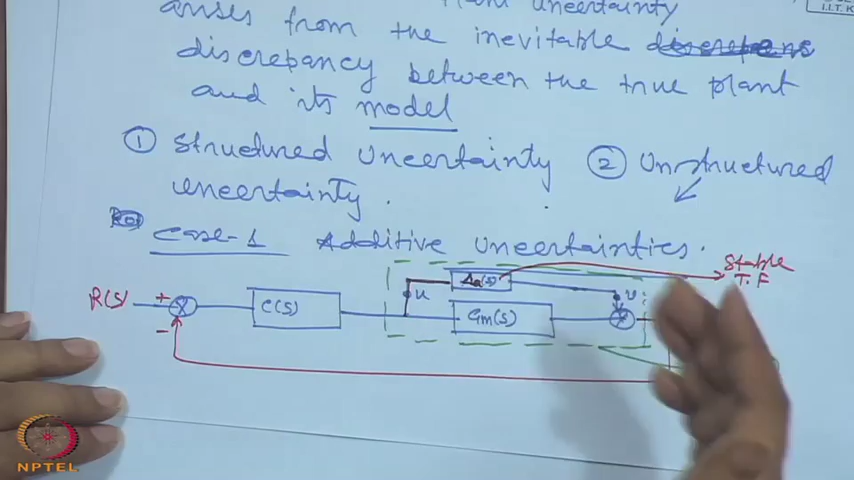 arises from the inevitable
discrepancy between the true plant
and its model
① Structured Uncertainty ② Unstructured
uncertainty.
Case-1 Additive Uncertainties.
Stable
T.F
R(S) + - C(S) u Δa(s) Gm(s) v
NPTEL
I.I.T. K